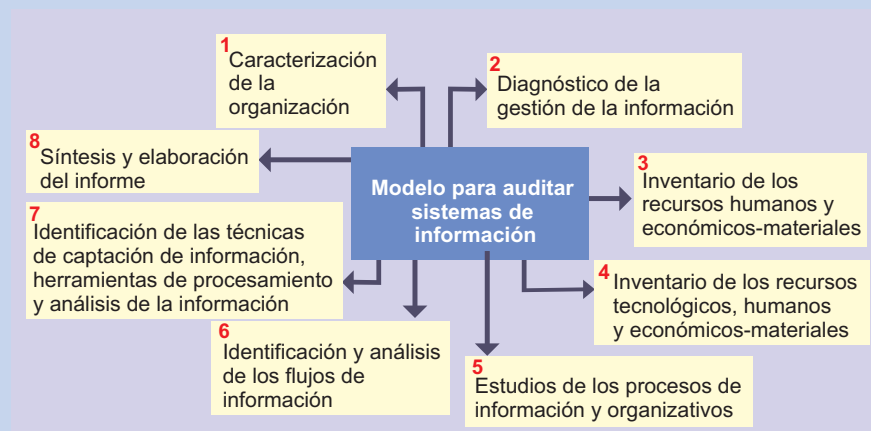 1
Caracterización
de la
organización
2
Diagnóstico de la
gestión de la información
3
Inventario de los
recursos humanos y
económicos-materiales
4
Inventario de los recursos
tecnológicos, humanos
y económicos-materiales
5
Estudios de los procesos de
información y organizativos
6
Identificación y análisis
de los flujos de
información
7
Identificación de las técnicas
de captación de información,
herramientas de procesamiento
y análisis de la información
8
Síntesis y elaboración
del informe
Modelo para auditar
sistemas de
información